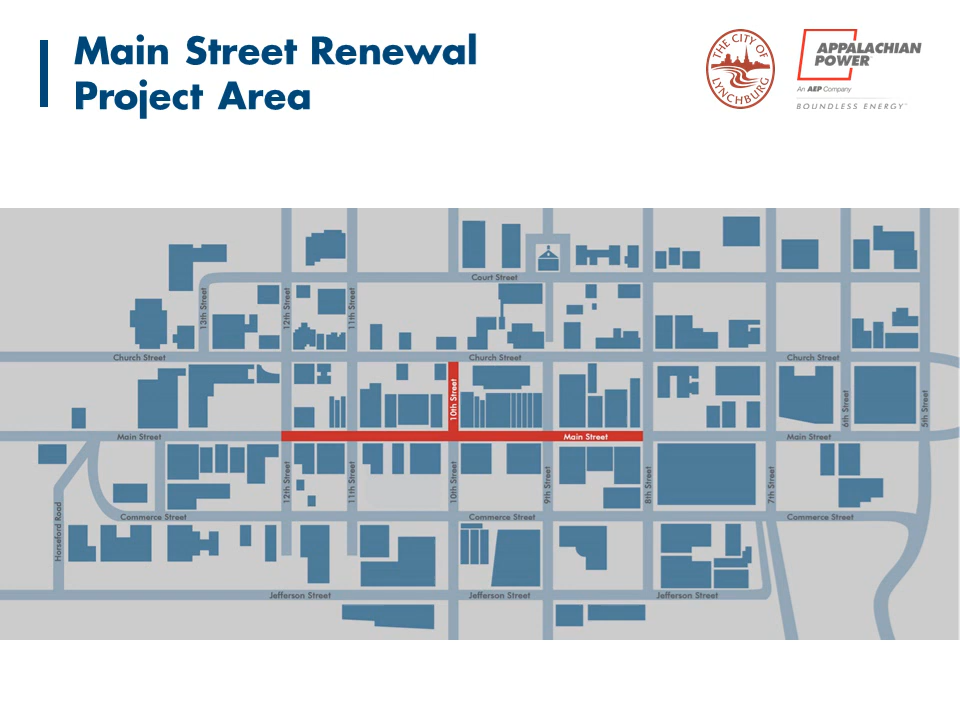 Main Street Renewal
Project Area
THE CITY OF
LYNCHBURG
APPALACHIAN
POWER
An AEP Company
BOUNDLESS ENERGY™
Court Street
13th Street
12th Street
11th Street
Church Street
Church Street
Church Street
10th Street
6th Street
5th Street
Main Street
Main Street
Main Street
12th Street
11th Street
10th Street
9th Street
8th Street
7th Street
Horseford Road
Commerce Street
Commerce Street
Commerce Street
Jefferson Street
Jefferson Street
Jefferson Street